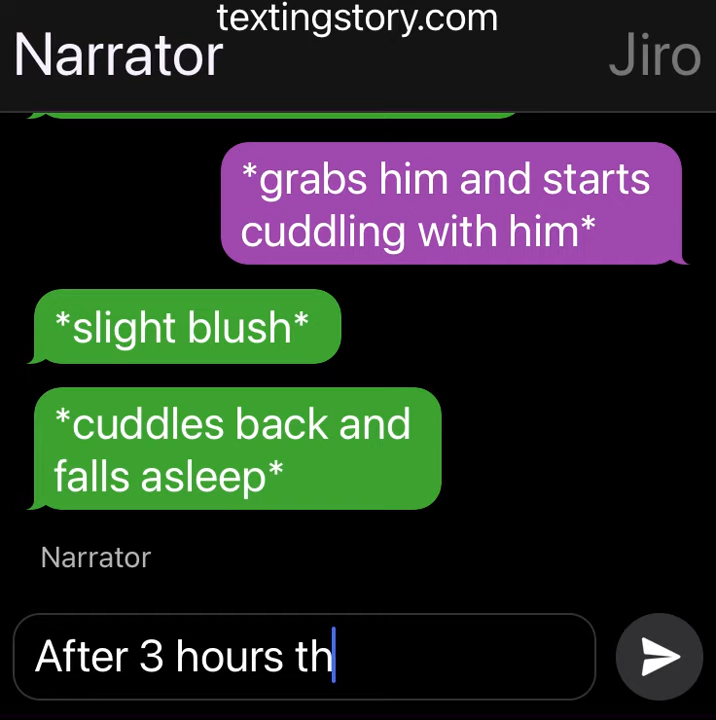 textingstory.com
Narrator
Jiro
*grabs him and starts
cuddling with him*
*slight blush*
*cuddles back and
falls asleep*
Narrator
After 3 hours th